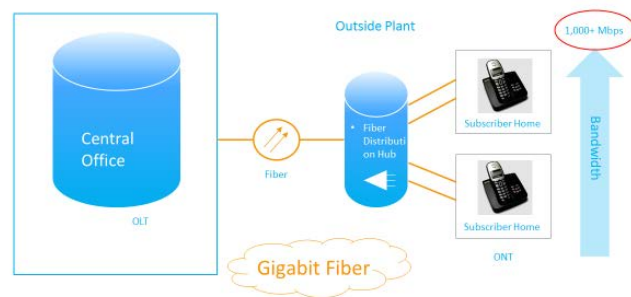 Outside Plant
1,000+ Mbps
Central
Office
OLT
Fiber
• Fiber
Distributi
on Hub
Subscriber Home
Subscriber Home
ONT
Bandwidth
Gigabit Fiber